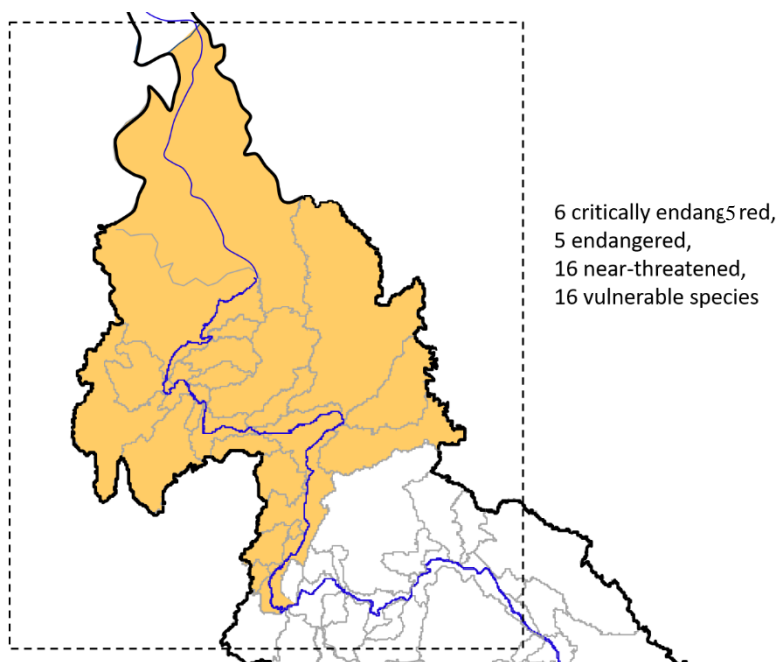 6 critically endang5red,
5 endangered,
16 near-threatened,
16 vulnerable species